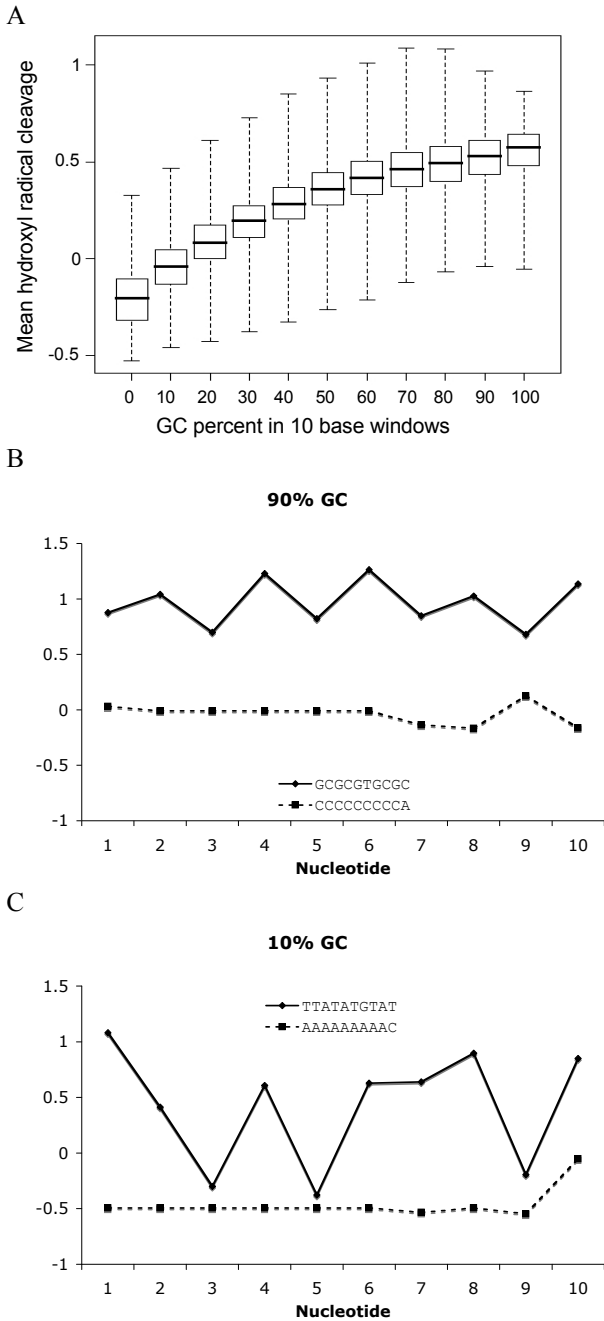 A
Mean hydroxyl radical cleavage
1
0.5
0
-0.5
0 10 20 30 40 50 60 70 80 90 100
GC percent in 10 base windows
B
90% GC
1.5
1
0.5
0
-0.5
-1
GCGCGTGCGC
CCCCCCCCCA
1 2 3 4 5 6 7 8 9 10
Nucleotide
C
10% GC
1.5
1
0.5
0
-0.5
-1
TTATATGTAT
AAAAAAAAAC
1 2 3 4 5 6 7 8 9 10
Nucleotide